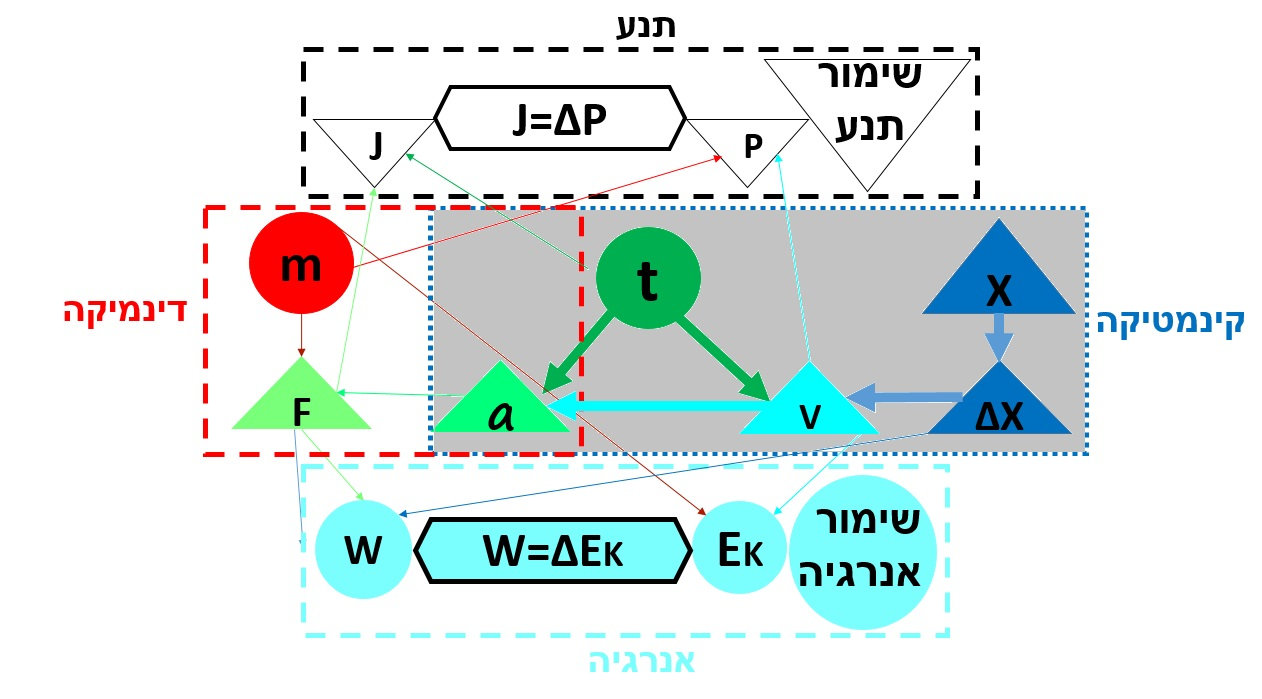 תנע
שימור
תנע
J
J=ΔP
P
m
t
X
דינמיקה
קינמטיקה
F
a
v
ΔX
W
W=ΔEK
EK
שימור
אנרגיה
אנרגיה